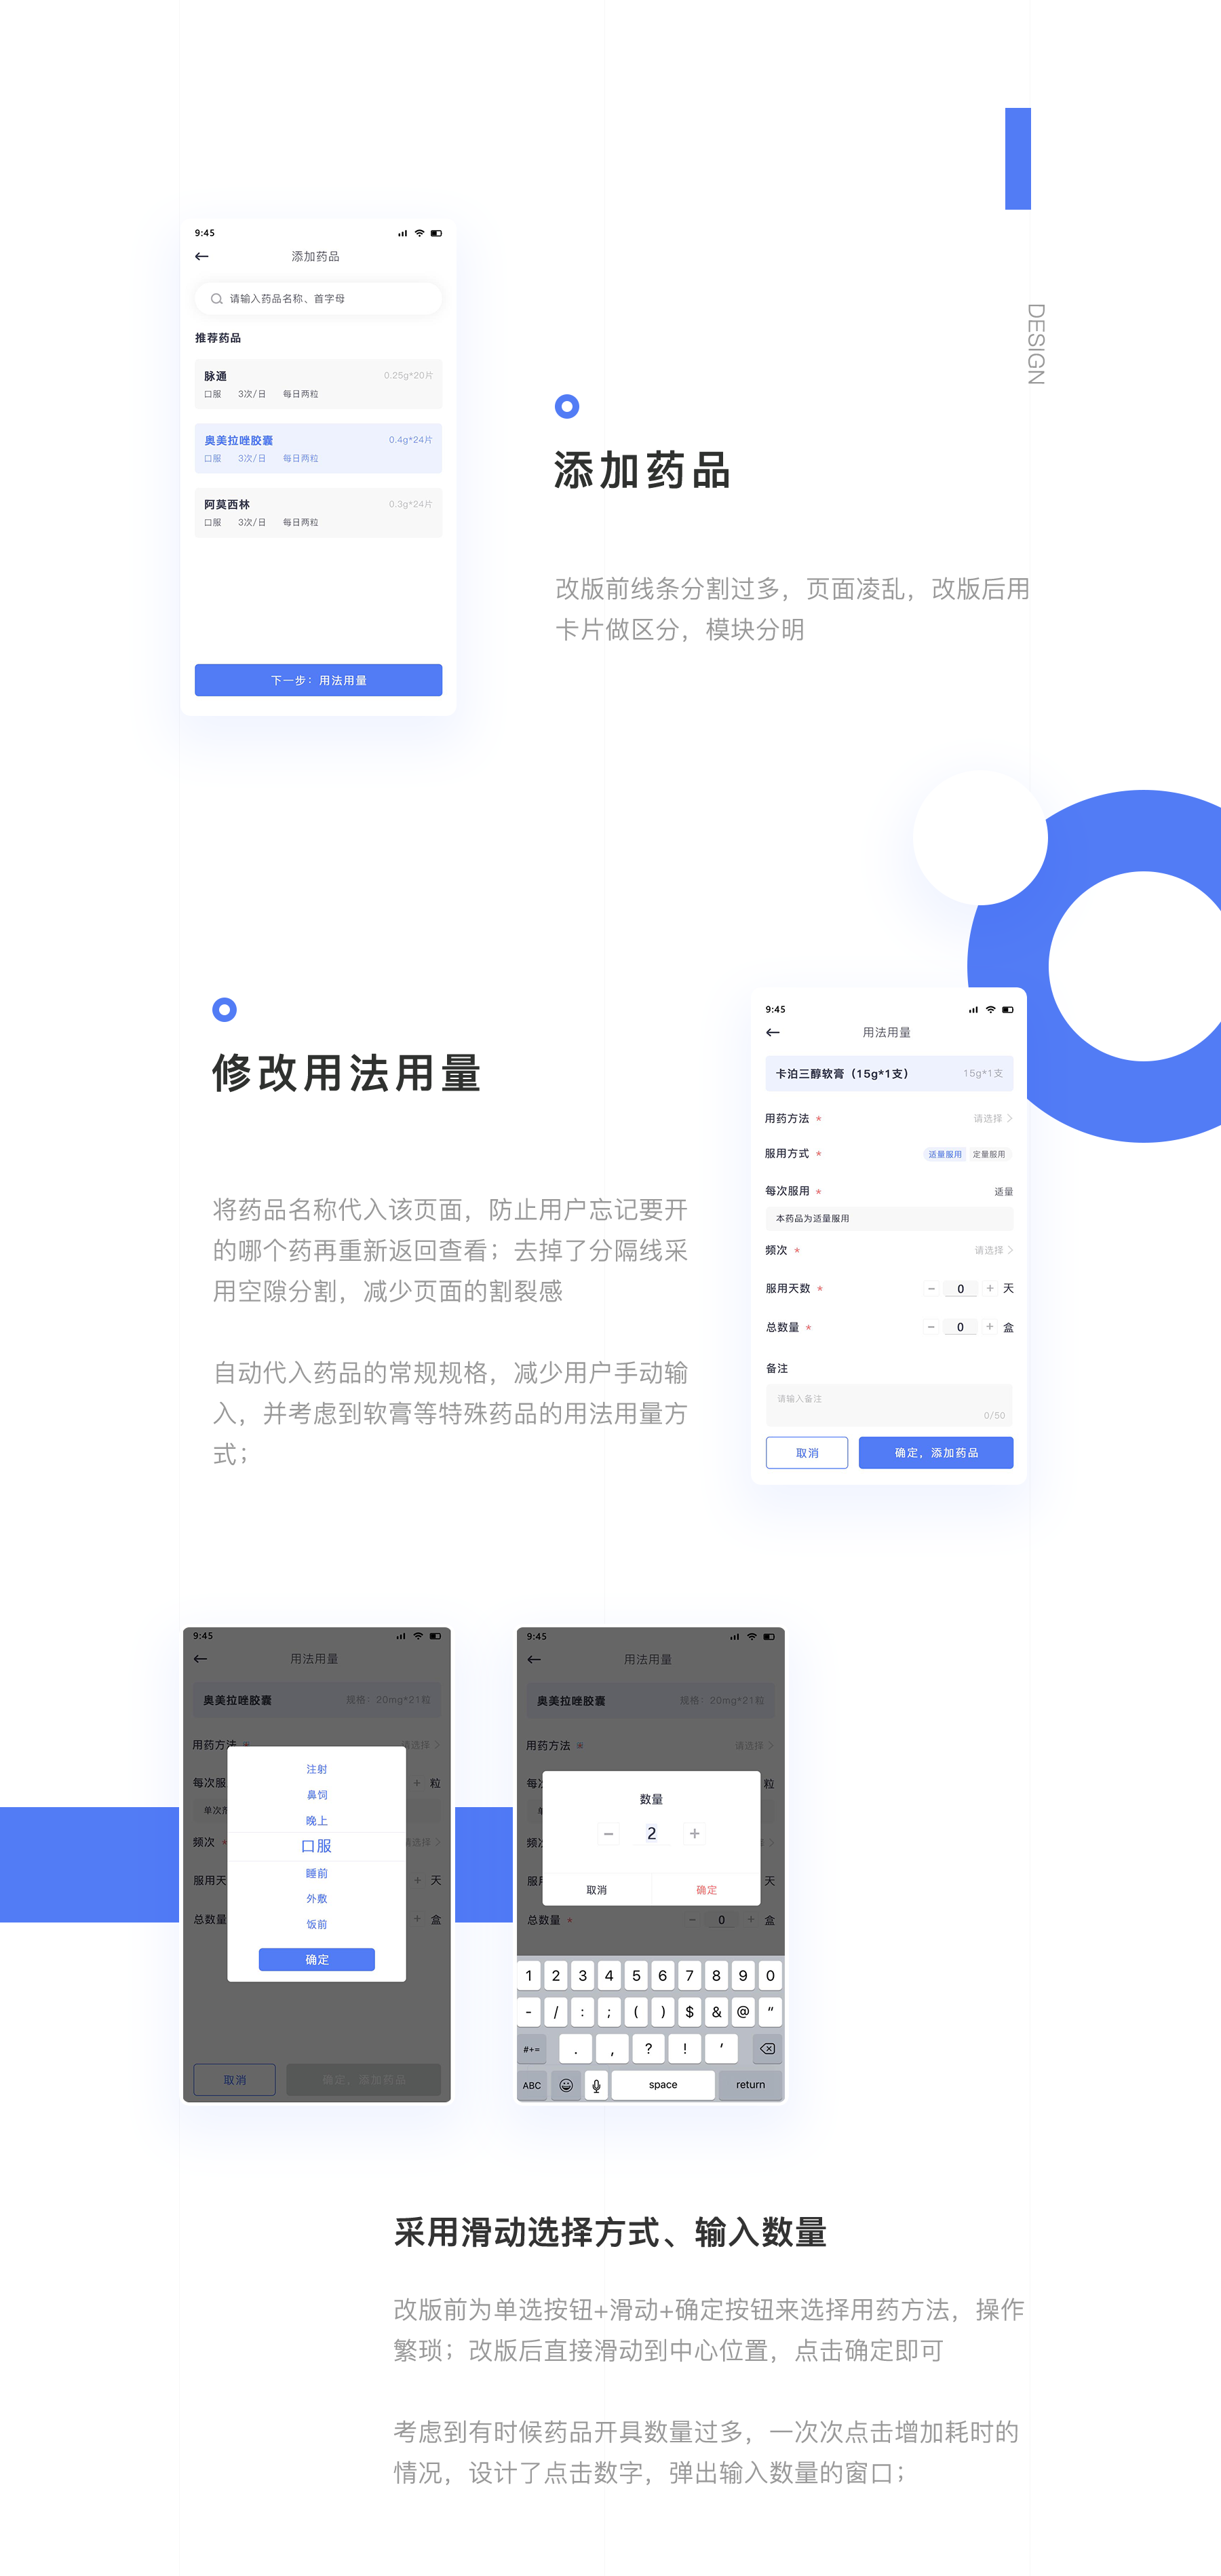 9:45
添加药品
请输入药品名称、首字母
推荐药品
脉通
0.25g*20片
口服 3次/日 每日两粒
奥美拉唑胶囊
0.4g*24片
口服 3次/日 每日两粒
阿莫西林
0.3g*24片
口服 3次/日 每日两粒
下一步：用法用量
DESIGN
添加药品
改版前线条分割过多，页面凌乱，改版后用
卡片做区分，模块分明
修改用法用量
将药品名称代入该页面，防止用户忘记要开
的哪个药再重新返回查看；去掉了分隔线采
用空隙分割，减少页面的割裂感
自动代入药品的常规规格，减少用户手动输
入，并考虑到软膏等特殊药品的用法用量方
式；
9:45
用法用量
卡泊三醇软膏（15g*1支）
15g*1支
用药方法 *
请选择
服用方式 *
适量服用 定量服用
每次服用 *
适量
本药品为适量服用
频次 *
请选择
服用天数 *
- 0 + 天
总数量 *
- 0 + 盒
备注
请输入备注
0/50
取消
确定，添加药品
9:45
用法用量
奥美拉唑胶囊
规格：20mg*21粒
用药方法 *
请选择
每次服
+ 粒
单次
频次 *
请选择
服用天
+ 天
总数量
+ 盒
注射
鼻饲
晚上
口服
睡前
外敷
饭前
确定
取消
确定，添加药品
9:45
用法用量
奥美拉唑胶囊
规格：20mg*21粒
用药方法 *
请选择
每
粒
频
服
天
总数量 *
- 0 + 盒
数量
- 2 +
取消
确定
1 2 3 4 5 6 7 8 9 0
- / : ; ( ) $ & @ “
#+= . , ? ! ’
ABC space return
采用滑动选择方式、输入数量
改版前为单选按钮+滑动+确定按钮来选择用药方法，操作
繁琐；改版后直接滑动到中心位置，点击确定即可
考虑到有时候药品开具数量过多，一次次点击增加耗时的
情况，设计了点击数字，弹出输入数量的窗口；